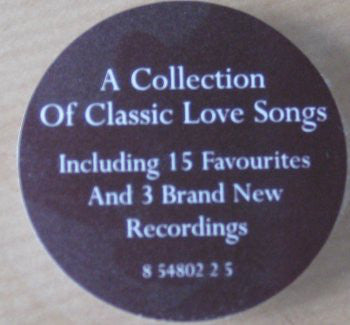 A Collection
Of Classic Love Songs
Including 15 Favourites
And 3 Brand New
Recordings
8 54802 2 5